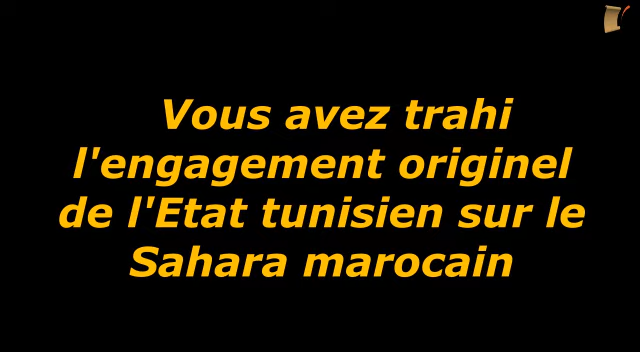 Vous avez trahi
l'engagement originel
de l'Etat tunisien sur le
Sahara marocain